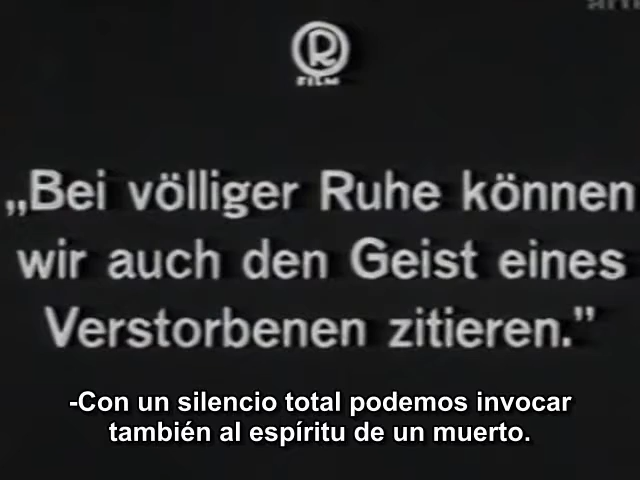 R
FILM
„Bei völliger Ruhe können
wir auch den Geist eines
Verstorbenen zitieren.”
-Con un silencio total podemos invocar
también al espíritu de un muerto.